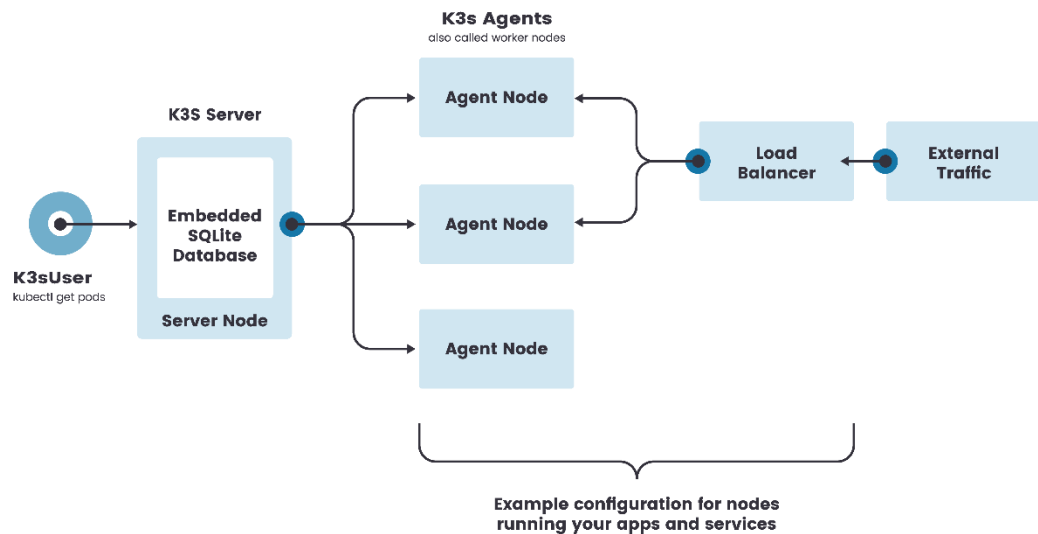 K3s Agents
also called worker nodes
K3S Server
Agent Node
Load
Balancer
External
Traffic
Embedded
SQLite
Database
Agent Node
K3sUser
kubectl get pods
Server Node
Agent Node
Example configuration for nodes
running your apps and services